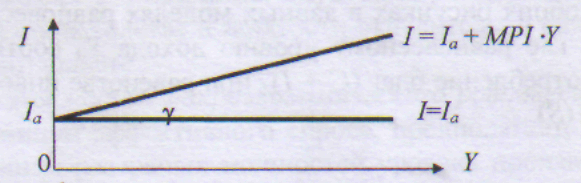 I
I = Iₐ + MPI ·Y
Iₐ
γ
I=Iₐ
0
Y